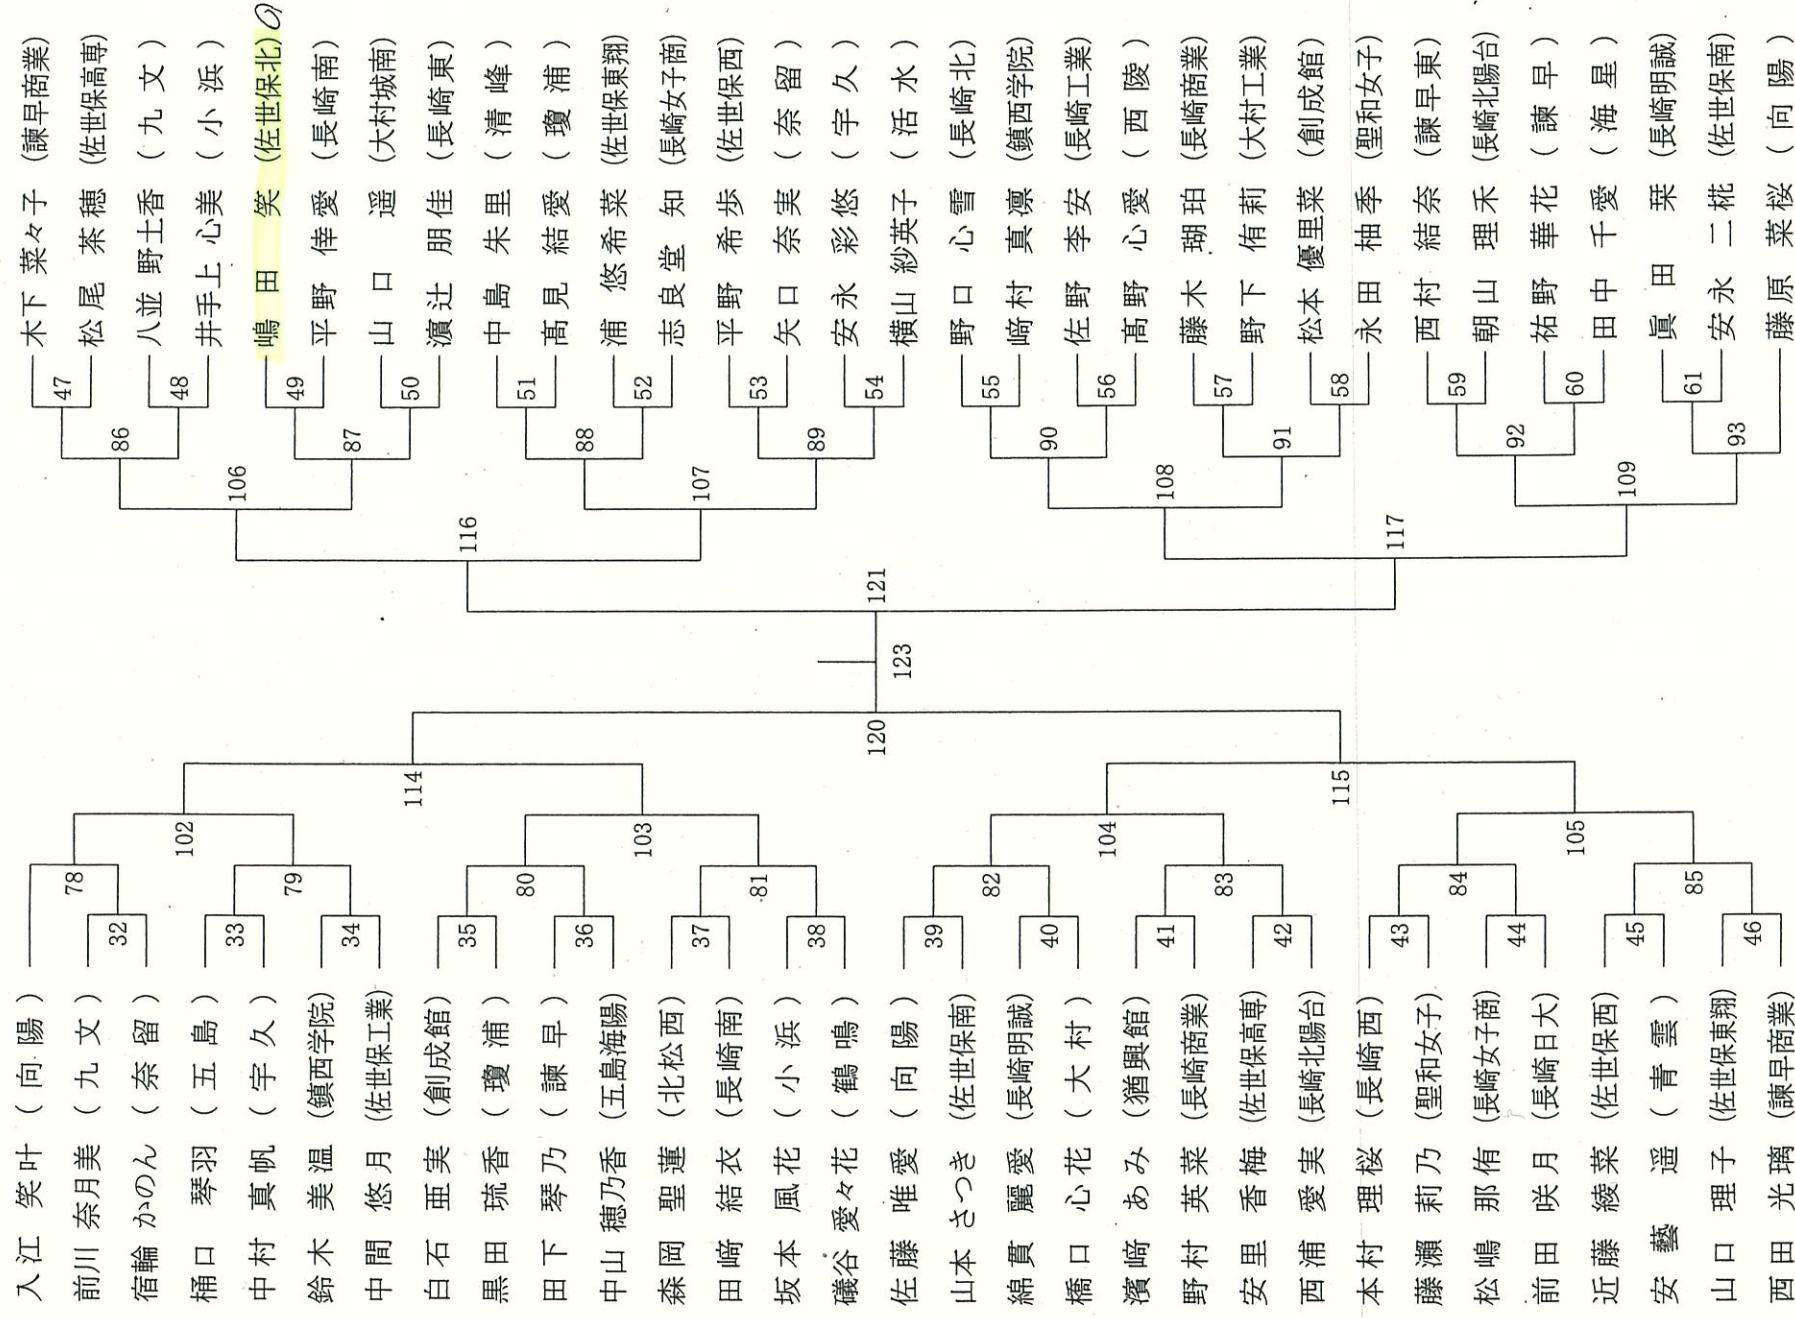 木下 菜々子 (諫早商業)
松尾 茶穂 (佐世保高専)
八並 野土香 (九文)
井手上 心美 (小浜)
嶋田 笑 (佐世保北)
平野 倖愛 (長崎南)
山口 遥 (大村城南)
濵辻 朋佳 (長崎東)
中島 朱里 (清峰)
髙見 結愛 (瓊浦)
浦 悠希菜 (佐世保東翔)
志良堂 知 (長崎女子商)
平野 希歩 (佐世保西)
矢口 奈実 (奈留)
安永 彩悠 (宇久)
横山 紗英子 (活水)
野口 心雪 (長崎北)
﨑村 真凛 (鎮西学院)
佐野 李安 (長崎工業)
髙野 心愛 (西陵)
藤木 瑚珀 (長崎商業)
野下 侑莉 (大村工業)
松本 優里菜 (創成館)
永田 柚季 (聖和女子)
西村 結奈 (諫早東)
朝山 理禾 (長崎北陽台)
祐野 華花 (諫早)
田中 千愛 (海星)
眞田 栞 (長崎明誠)
安永 二椛 (佐世保南)
藤原 菜桜 (向陽)
47 48 49 50 51 52 53 54 55 56 57 58 59 60 61
86 87 88 89 90 91 92 93
106 107 108 109
116 117
121
123
120
114 115
102 103 104 105
78 79 80 81 82 83 84 85
32 33 34 35 36 37 38 39 40 41 42 43 44 45 46
入江 笑叶 (向陽)
前川 奈月美 (九文)
宿輪 かのん (奈留)
桶口 琴羽 (五島)
中村 真帆 (宇久)
鈴木 美温 (鎮西学院)
中間 悠月 (佐世保工業)
白石 亜実 (創成館)
黒田 琉香 (瓊浦)
田下 琴乃 (諫早)
中山 穂乃香 (五島海陽)
森岡 聖蓮 (北松西)
田﨑 結衣 (長崎南)
坂本 風花 (小浜)
礒谷 愛々花 (鶴鳴)
佐藤 唯愛 (向陽)
山本 さつき (佐世保南)
綿貫 麗愛 (長崎明誠)
橋口 心花 (大村)
濱﨑 あみ (猶興館)
野村 英菜 (長崎商業)
安里 香梅 (佐世保高専)
西浦 愛実 (長崎北陽台)
本村 理桜 (長崎西)
藤瀬 莉乃 (聖和女子)
松嶋 那侑 (長崎女子商)
前田 咲月 (長崎日大)
近藤 綾菜 (佐世保西)
安藝 遥 (青雲)
山口 理子 (佐世保東翔)
西田 光璃 (諫早商業)